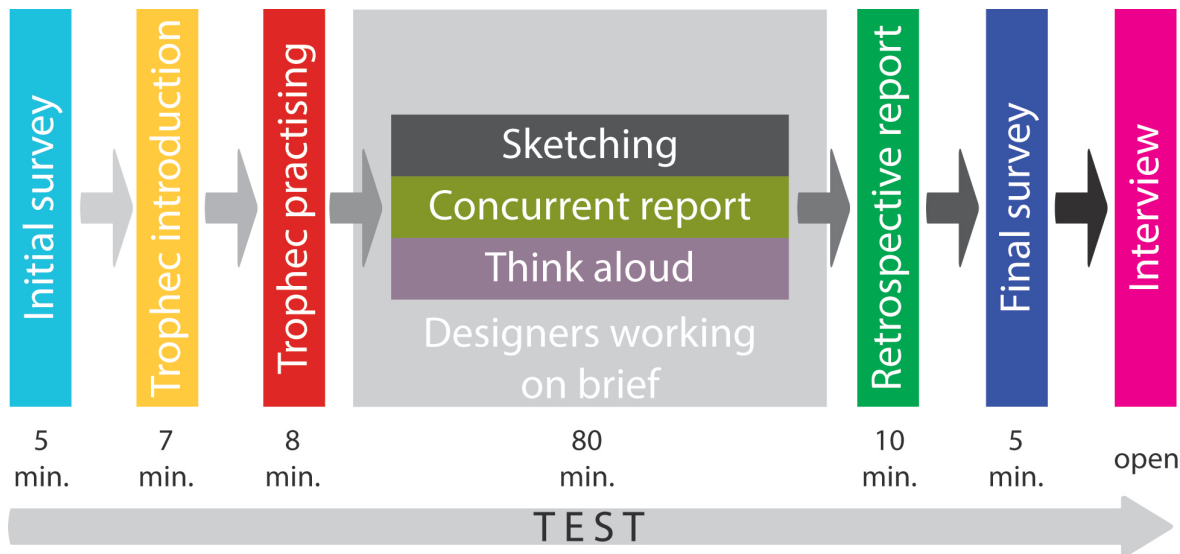 Initial survey
Trophec introduction
Trophec practising
Sketching
Concurrent report
Think aloud
Designers working
on brief
Retrospective report
Final survey
Interview
5
min.
7
min.
8
min.
80
min.
10
min.
5
min.
open
TEST